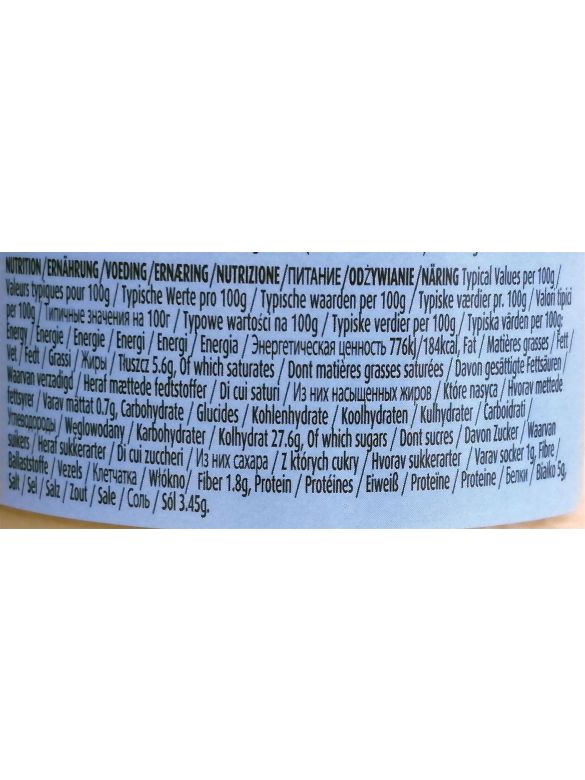 NUTRITION / ERNÄHRUNG / VOEDING / ERNÆRING / NUTRIZIONE / ПИТАНИЕ / ODŻYWIANIE / NÄRING Typical Values per 100g /
Valeurs typiques pour 100g / Typische Werte pro 100g / Typische waarden per 100g / Typiske værdier pr. 100g / Valori tipici
per 100g / Типичные значения на 100г / Typowe wartości na 100g / Typiske verdier per 100g / Typiska värden per 100g:
Energy / Energie / Energie / Energi / Energi / Energia / Энергетическая ценность 776kJ/184kcal, Fat / Matières grasses / Fett /
Vet / Fedt / Grassi / Жиры / Tłuszcz 5.6g, Of which saturates / Dont matières grasses saturées / Davon gesättigte Fettsäuren /
Waarvan verzadigd / Heraf mættede fedtstoffer / Di cui saturi / Из них насыщенных жиров / Które nasyca / Hvorav mettede
fettsyrer / Varav mättat 0.7g, Carbohydrate / Glucides / Kohlenhydrate / Koolhydraten / Kulhydrater / Carboidrati /
Углеводороды / Węglowodany / Karbohydrater / Kolhydrat 27.6g, Of which sugars / Dont sucres / Davon Zucker / Waarvan
suikers / Heraf sukkerarter / Di cui zuccheri / Из них сахара / Z których cukry / Hvorav sukkerarter / Varav socker 1g, Fibre /
Ballaststoffe / Vezels / Клетчатка / Włókno / Fiber 1.8g, Protein / Protéines / Eiweiß / Proteine / Proteine / Белки / Białko 5g,
Salt / Sel / Salz / Zout / Sale / Соль / Sól 3.45g.